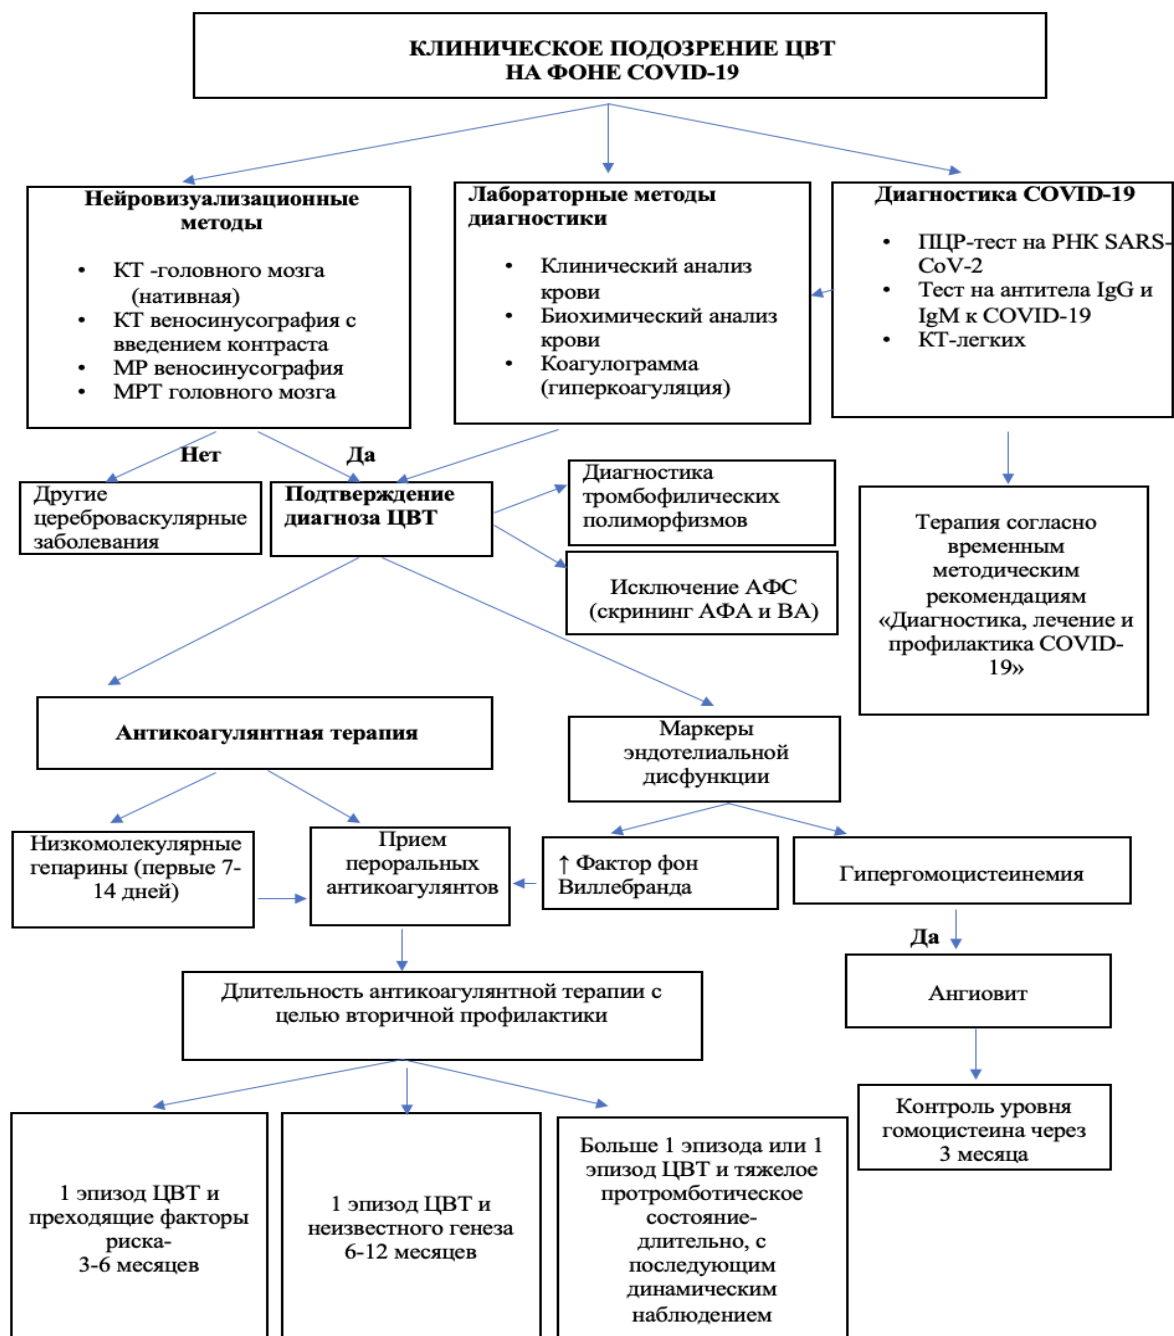 КЛИНИЧЕСКОЕ ПОДОЗРЕНИЕ ЦВТ
НА ФОНЕ COVID-19
Нейровизуализационные
методы
• КТ -головного мозга
(нативная)
• КТ веносинусография с
введением контраста
• МР веносинусография
• МРТ головного мозга
Лабораторные методы
диагностики
• Клинический анализ
крови
• Биохимический анализ
крови
• Коагулограмма
(гиперкоагуляция)
Диагностика COVID-19
• ПЦР-тест на РНК SARS-
CoV-2
• Тест на антитела IgG и
IgM к COVID-19
• КТ-легких
Нет
Да
Другие
цереброваскулярные
заболевания
Подтверждение
диагноза ЦВТ
Диагностика
тромбофилических
полиморфизмов
Исключение АФС
(скрининг АФА и ВА)
Терапия согласно
временным
методическим
рекомендациям
«Диагностика, лечение и
профилактика COVID-
19»
Антикоагулянтная терапия
Маркеры
эндотелиальной
дисфункции
Низкомолекулярные
гепарины (первые 7-
14 дней)
Прием
пероральных
антикоагулянтов
↑ Фактор фон
Виллебранда
Гипергомоцистеинемия
Да
Длительность антикоагулянтной терапии с
целью вторичной профилактики
Ангиовит
1 эпизод ЦВТ и
преходящие факторы
риска-
3-6 месяцев
1 эпизод ЦВТ и
неизвестного генеза
6-12 месяцев
Больше 1 эпизода или 1
эпизод ЦВТ и тяжелое
протромботическое
состояние-
длительно, с
последующим
динамическим
наблюдением
Контроль уровня
гомоцистеина через
3 месяца